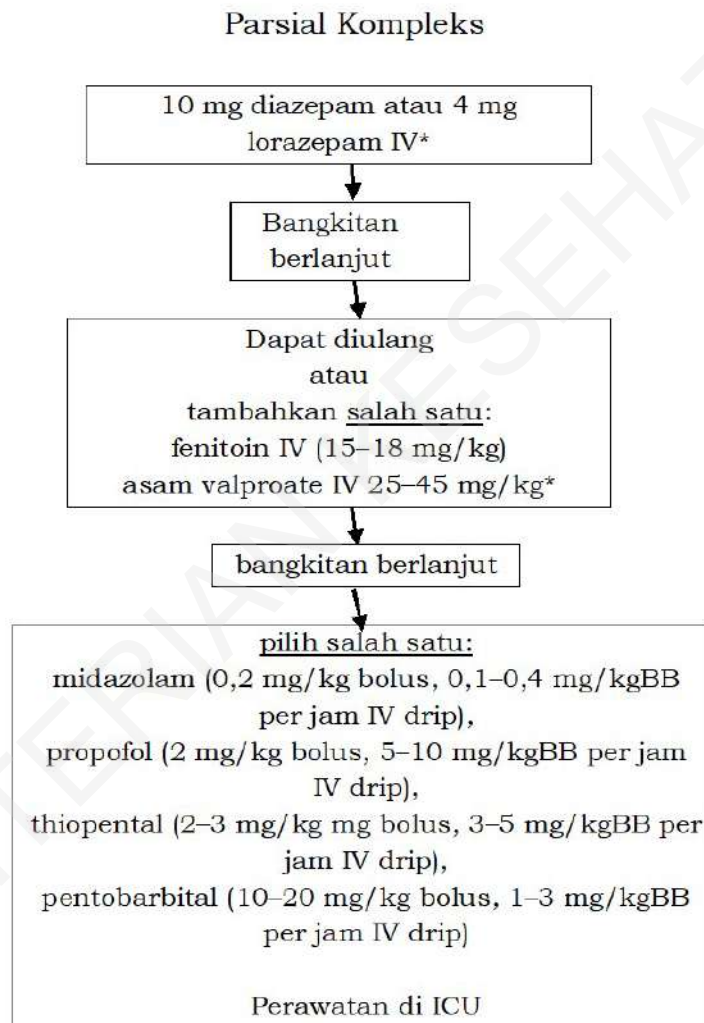 Parsial Kompleks
10 mg diazepam atau 4 mg
lorazepam IV*
Bangkitan
berlanjut
Dapat diulang
atau
tambahkan salah satu:
fenitoin IV (15–18 mg/kg)
asam valproate IV 25–45 mg/kg*
bangkitan berlanjut
pilih salah satu:
midazolam (0,2 mg/kg bolus, 0,1–0,4 mg/kgBB
per jam IV drip),
propofol (2 mg/kg bolus, 5–10 mg/kgBB per jam
IV drip),
thiopental (2–3 mg/kg mg bolus, 3–5 mg/kgBB per
jam IV drip),
pentobarbital (10–20 mg/kg bolus, 1–3 mg/kgBB
per jam IV drip)
Perawatan di ICU
TERIAN KESEHAT